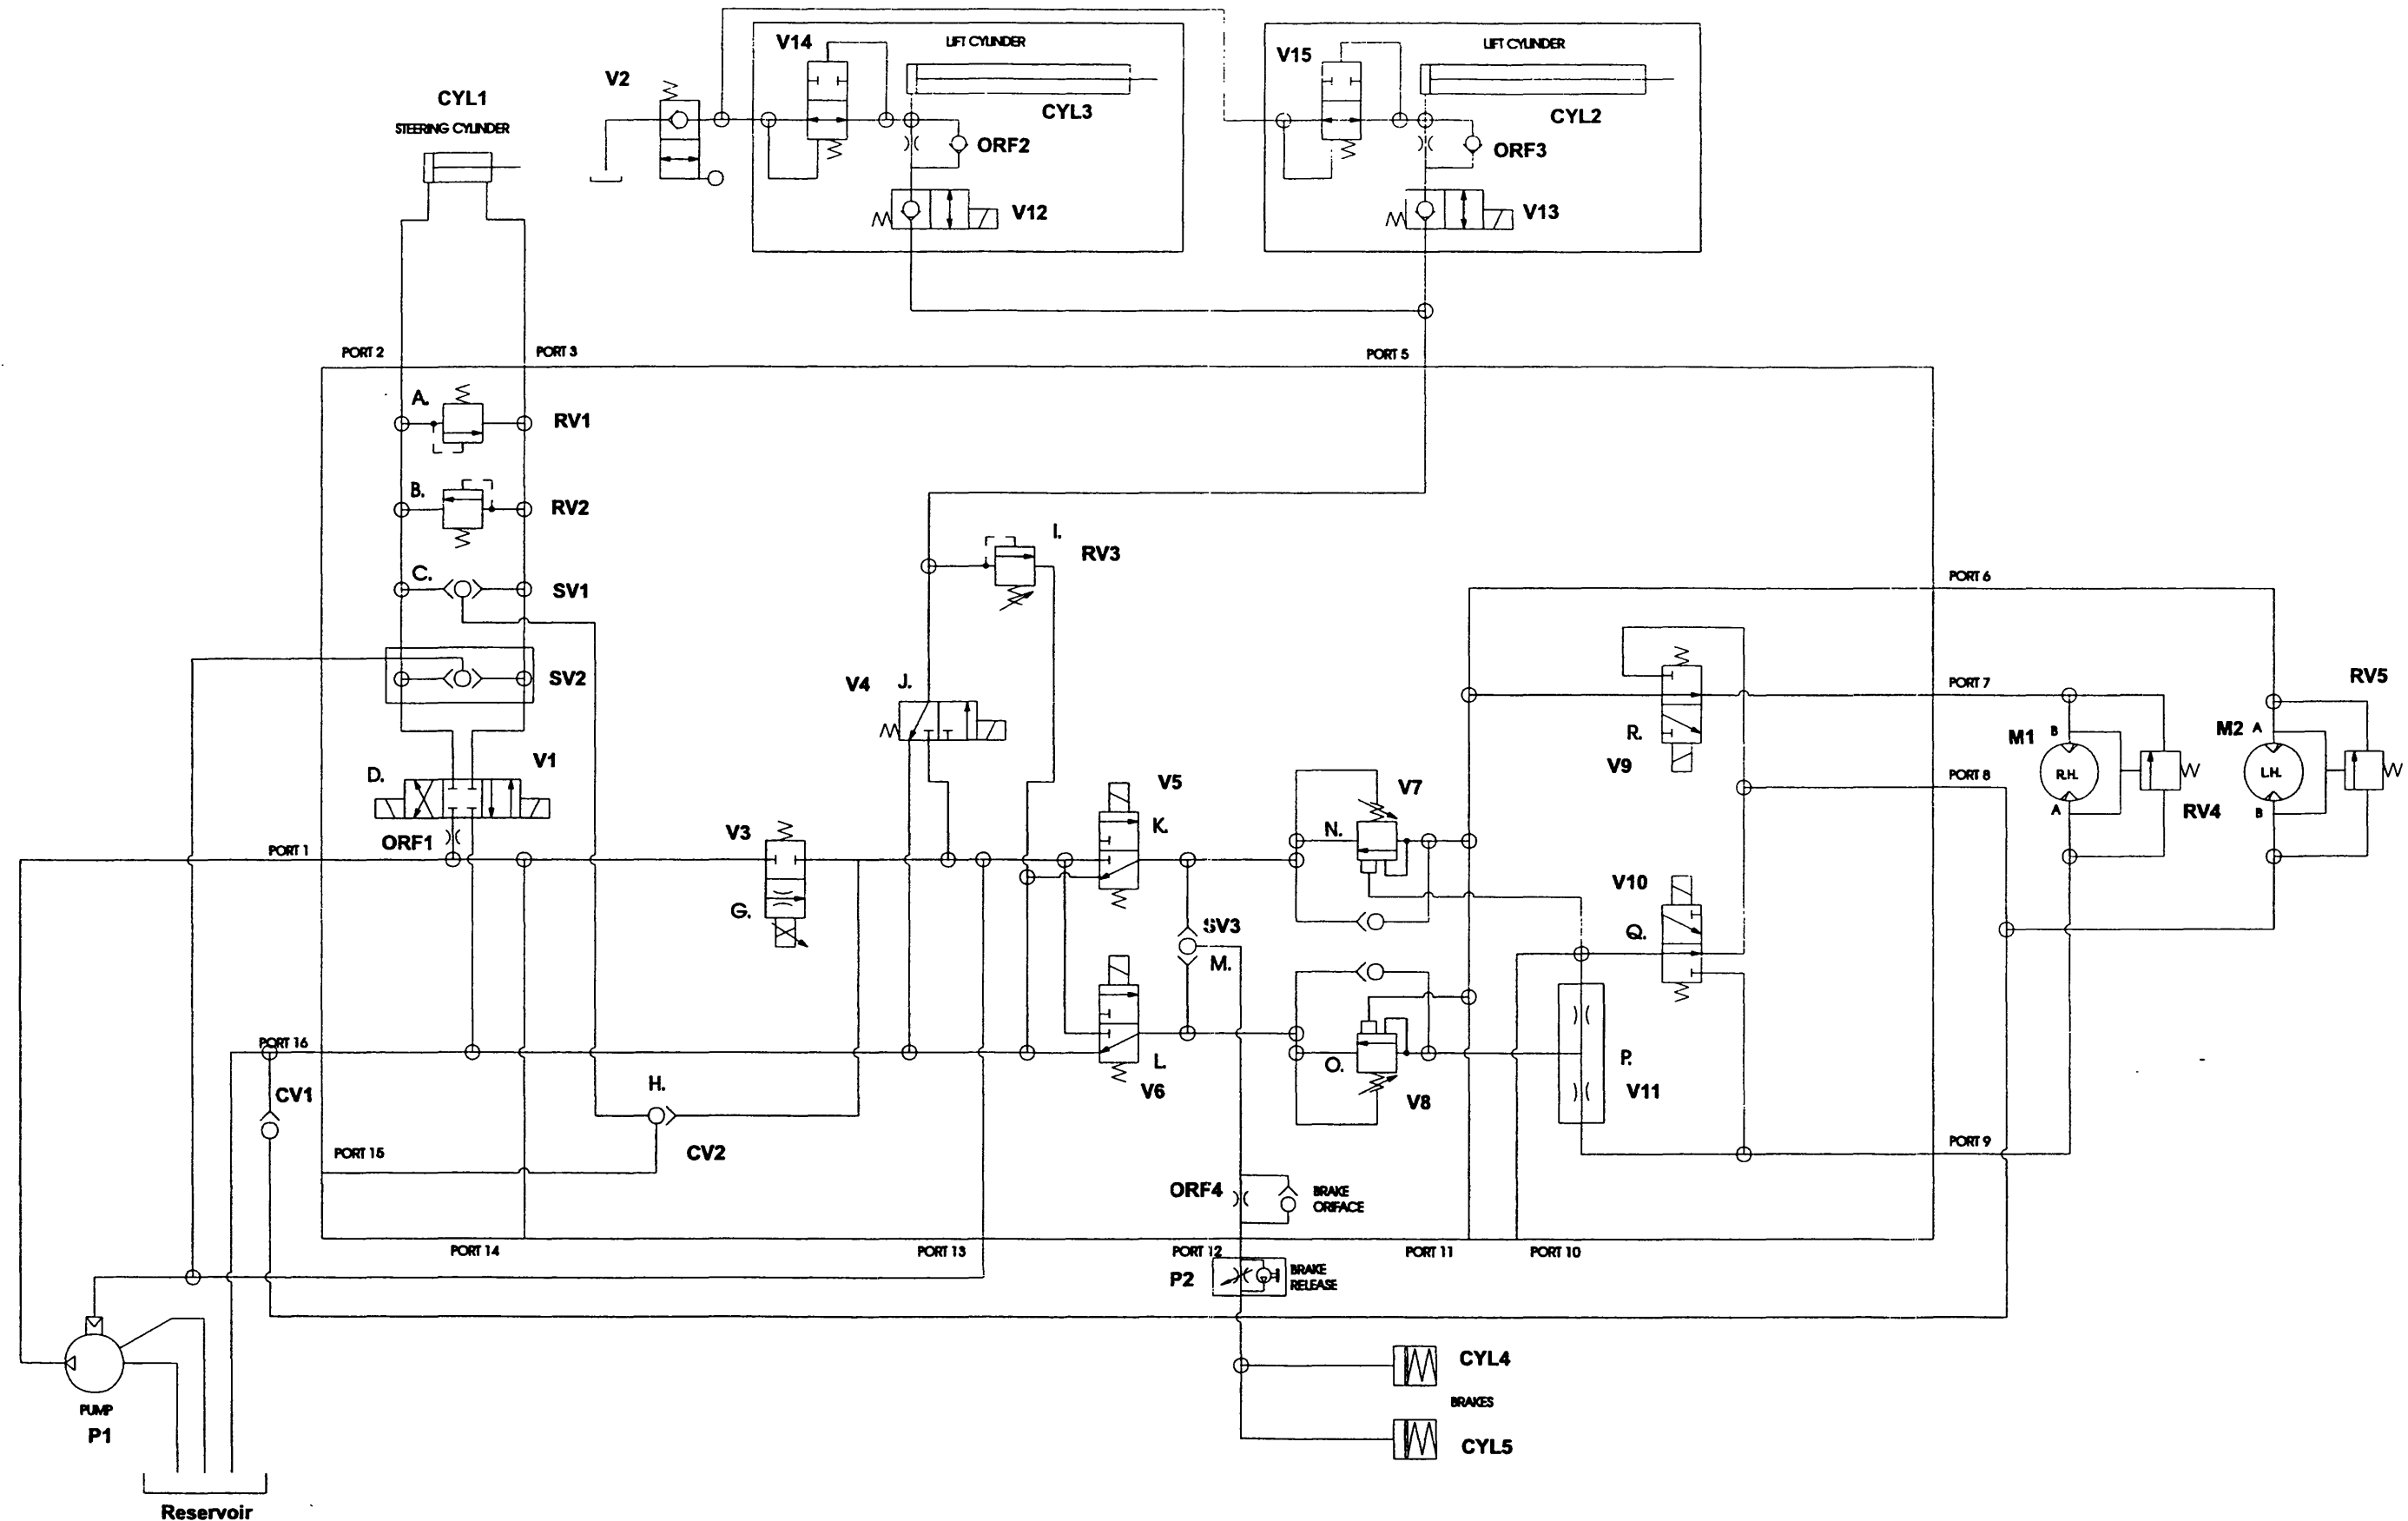 V14
LIFT CYLINDER
V15
LIFT CYLINDER
V2
CYL1
STEERING CYLINDER
CYL3
CYL2
ORF2
ORF3
V12
V13
PORT 2
PORT 3
PORT 5
A.
RV1
B.
RV2
I.
RV3
C.
SV1
PORT 6
SV2
V4
J.
PORT 7
RV5
R.
V9
M1
B
R.H.
A
M2
A
L.H.
B
V1
D.
V5
K.
V7
PORT 8
RV4
ORF1
V3
N.
PORT 1
G.
V10
Q.
SV3
M.
PORT 16
L.
V6
O.
V8
P.
V11
CV1
H.
CV2
PORT 15
PORT 9
ORF4
BRAKE
ORIFACE
PORT 14
PORT 13
PORT 12
PORT 11
PORT 10
P2
BRAKE
RELEASE
CYL4
BRAKES
CYL5
PUMP
P1
Reservoir